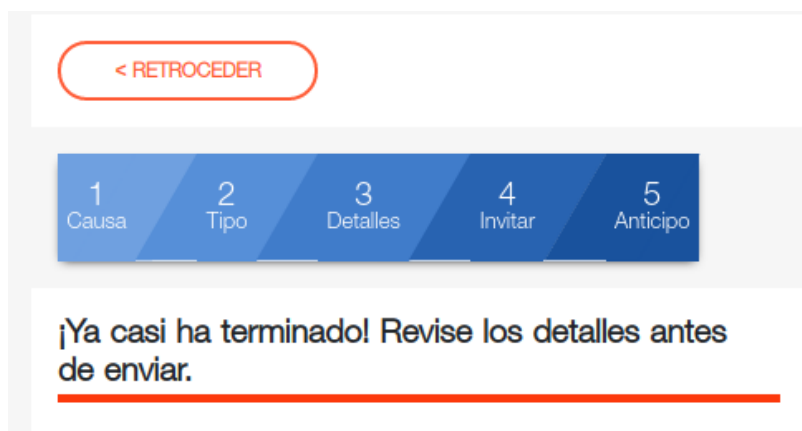 < RETROCEDER
1 2 3 4 5
Causa Tipo Detalles Invitar Anticipo
¡Ya casi ha terminado! Revise los detalles antes
de enviar.